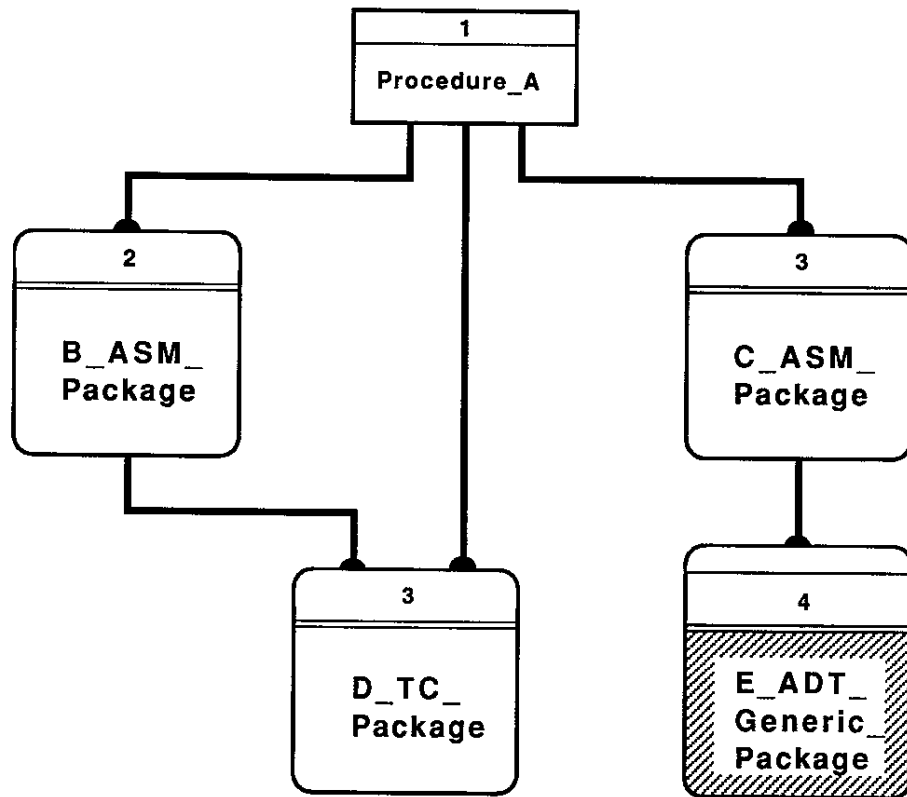 1
Procedure_A
2
B_ASM_
Package
3
C_ASM_
Package
3
D_TC_
Package
4
E_ADT_
Generic_
Package